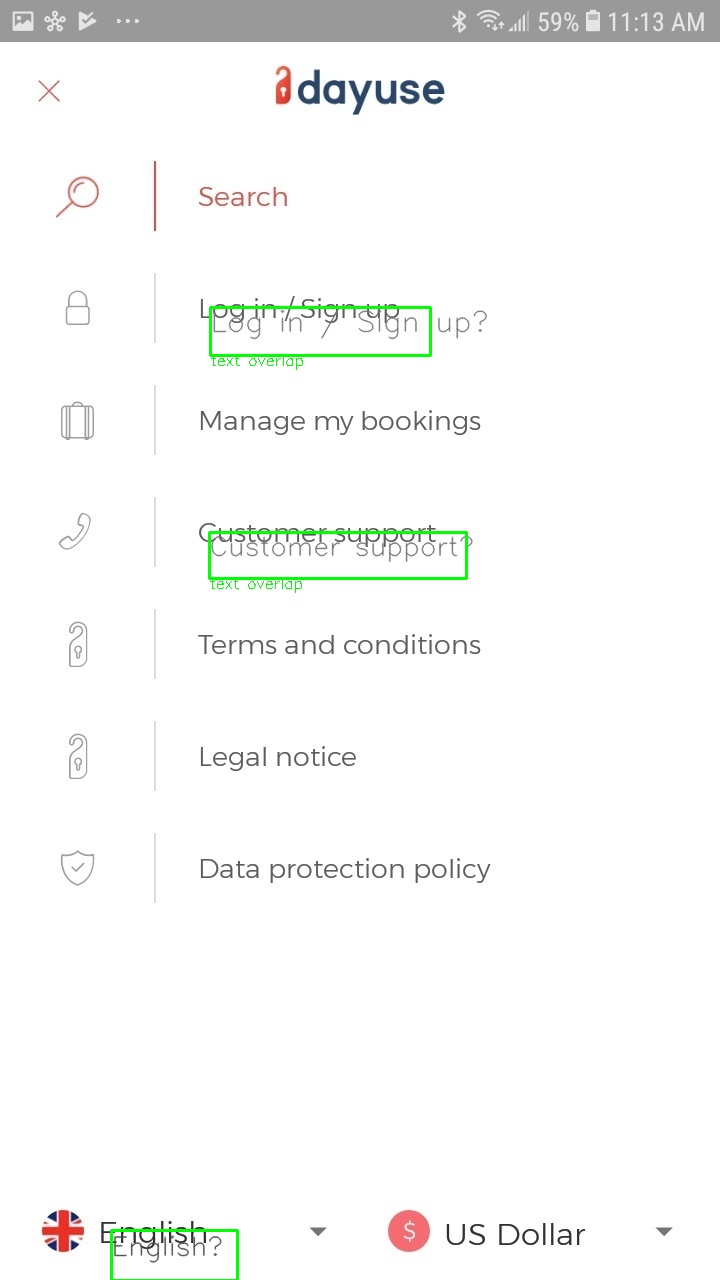 59% 11:13 AM
dayuse
Search
Log in / Sign up
Log in / Sign up?
text overlap
Manage my bookings
Customer support
Customer support?
text overlap
Terms and conditions
Legal notice
Data protection policy
English US Dollar
English?